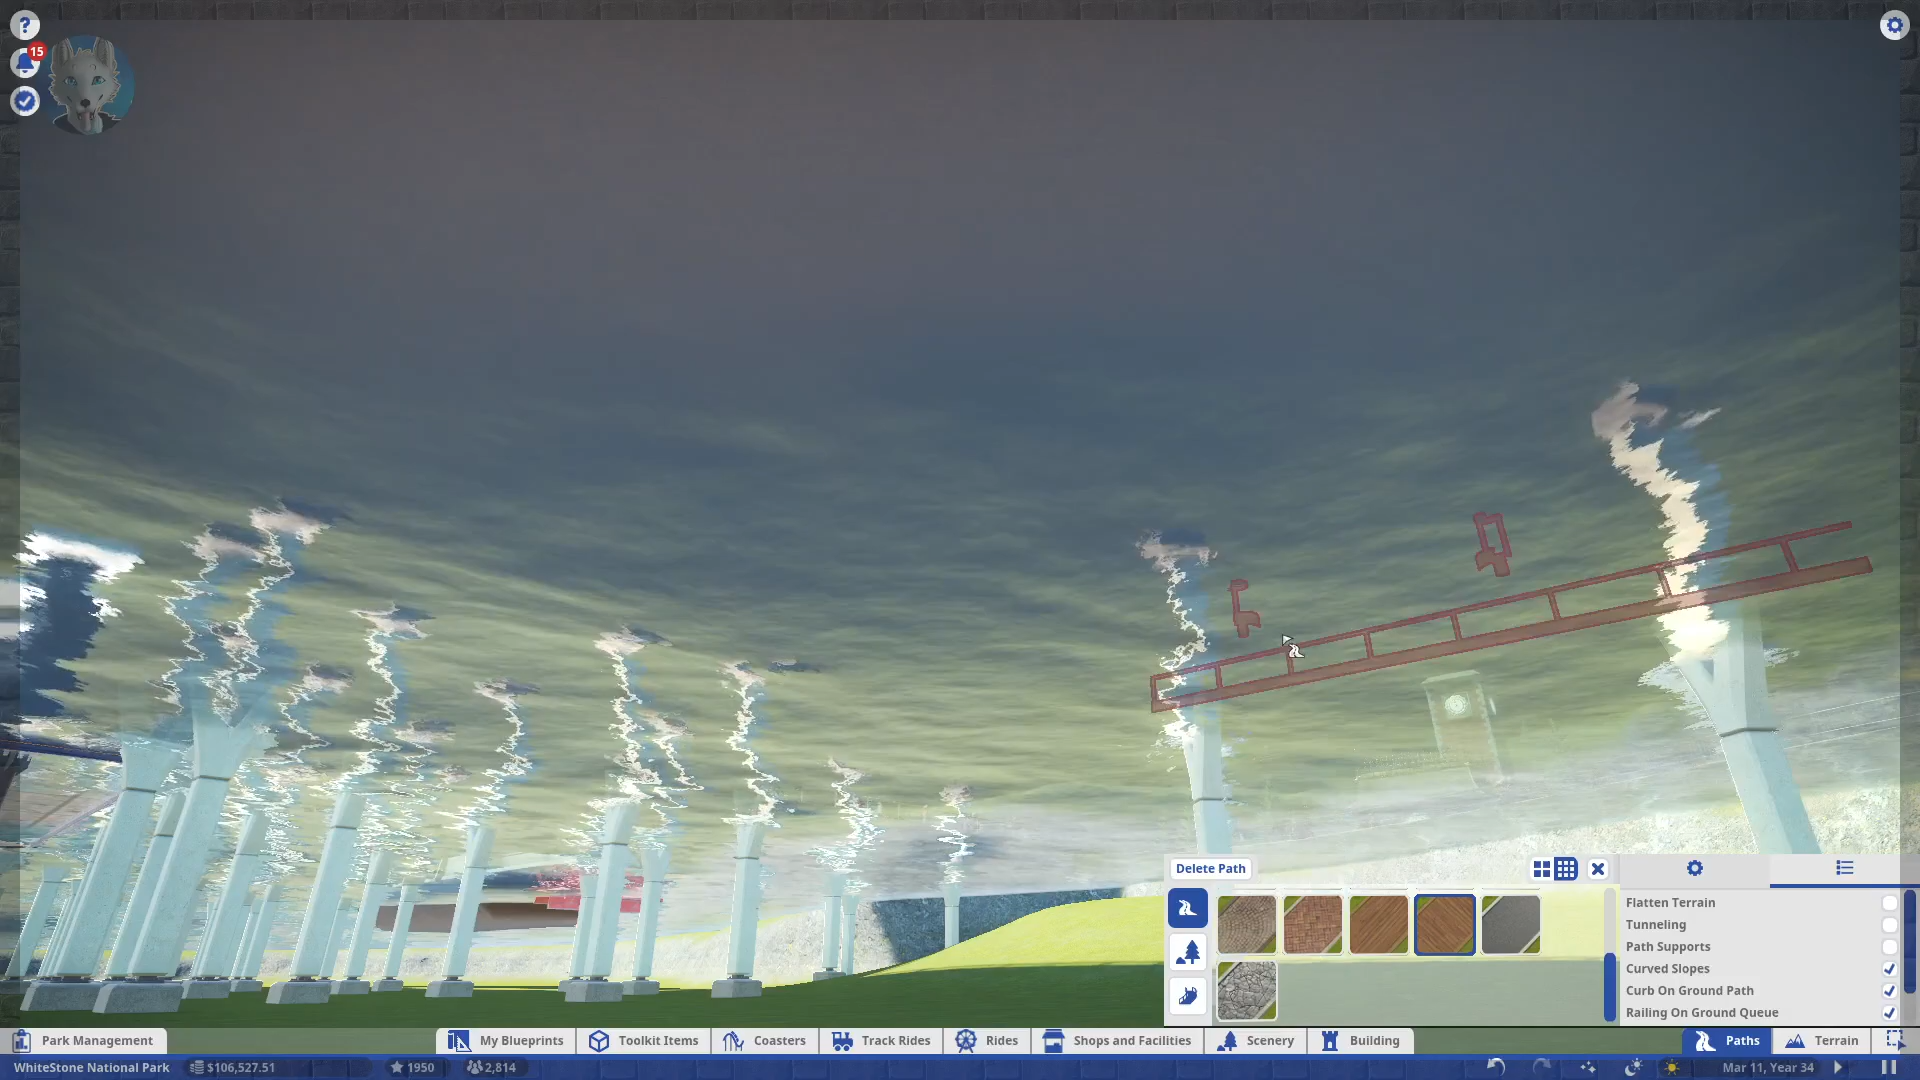 ?
15
Delete Path
Flatten Terrain
Tunneling
Path Supports
Curved Slopes
Curb On Ground Path
Railing On Ground Queue
Park Management
My Blueprints
Toolkit Items
Coasters
Track Rides
Rides
Shops and Facilities
Scenery
Building
Paths
Terrain
WhiteStone National Park
$106,527.51
1950
2,814
Mar 11, Year 34